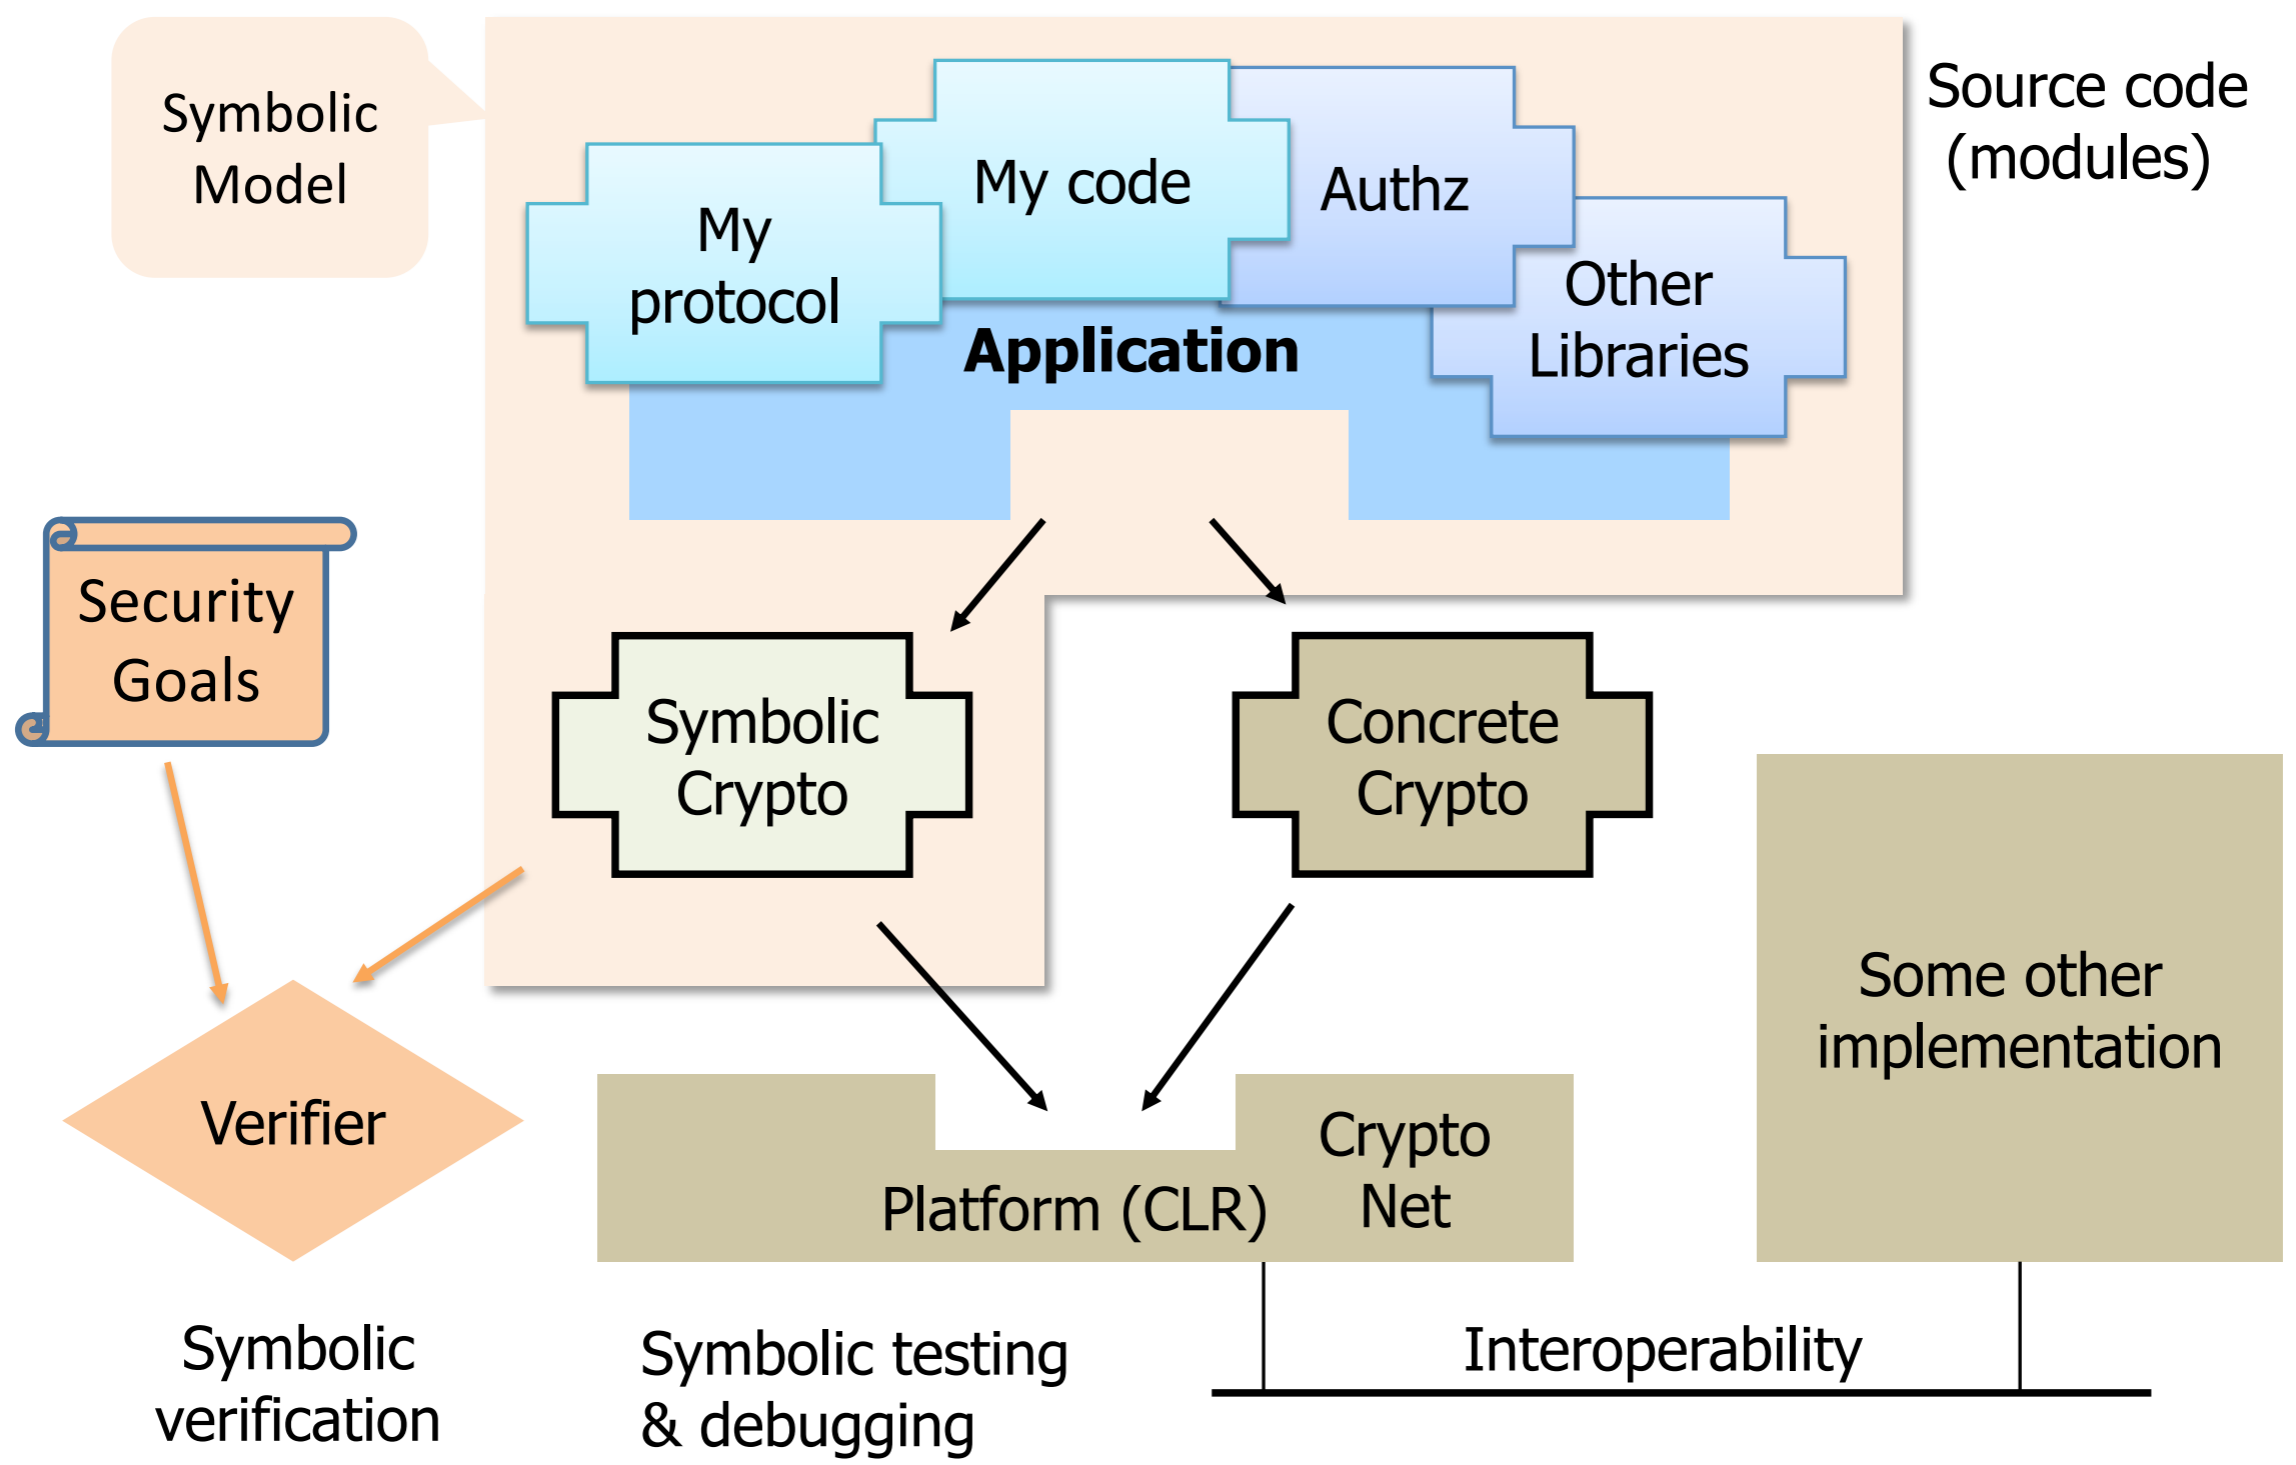 Symbolic
Model
My
protocol
My code
Authz
Other
Libraries
Application
Source code
(modules)
Security
Goals
Symbolic
Crypto
Concrete
Crypto
Some other
implementation
Verifier
Platform (CLR)
Crypto
Net
Symbolic
verification
Symbolic testing
& debugging
Interoperability